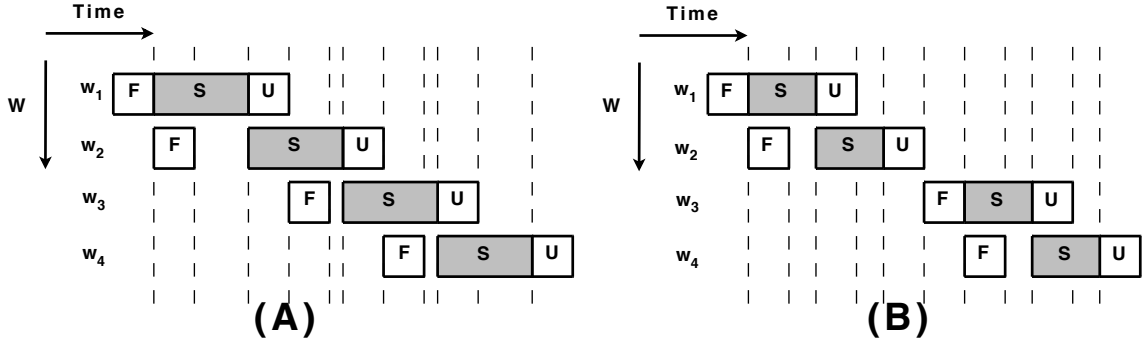 Time
W
w1 F S U
w2 F S U
w3 F S U
w4 F S U
(A)
Time
W
w1 F S U
w2 F S U
w3 F S U
w4 F S U
(B)